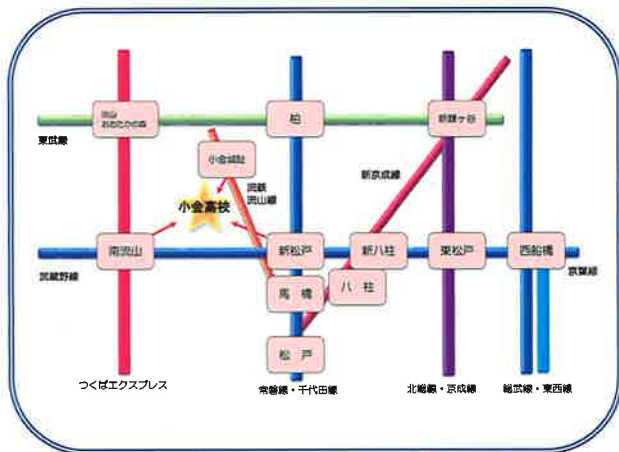 流山
おおたかの森
柏
新鎌ヶ谷
東武線
小金城趾
新京成線
流鉄
流山線
小金高校
南流山
新松戸
新八柱
東松戸
西船橋
武蔵野線
京葉線
馬橋
八柱
松戸
つくばエクスプレス
常磐線・千代田線
北総線・京成線
総武線・東西線